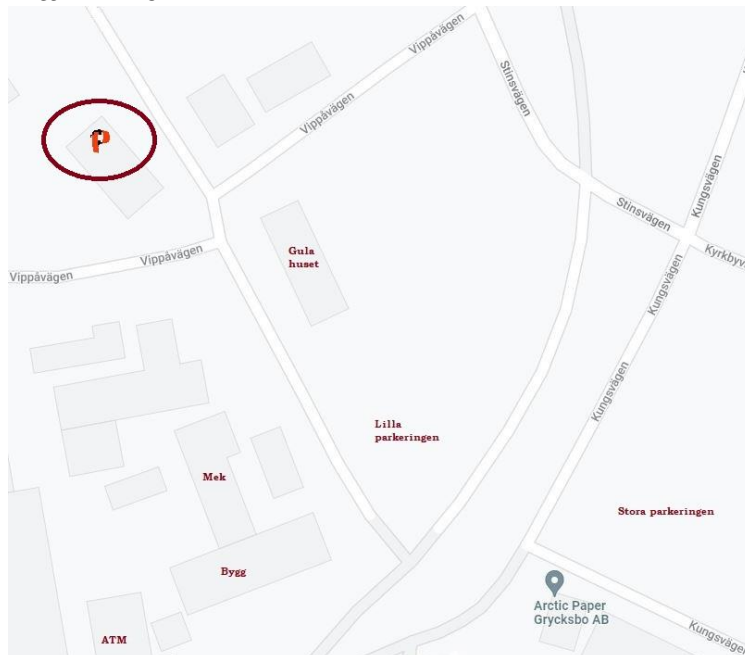 Vippåvägen
Stinsvägen
Kungsvägen
P
Vippåvägen
Stinsvägen
Kungsvägen
Kyrkbyv
Vippåvägen
Vippåvägen
Gula
huset
Kungsvägen
Kungsvägen
Lilla
parkeringen
Mek
Stora parkeringen
Bygg
Arctic Paper
Grycksbo AB
Kungsvägen
ATM